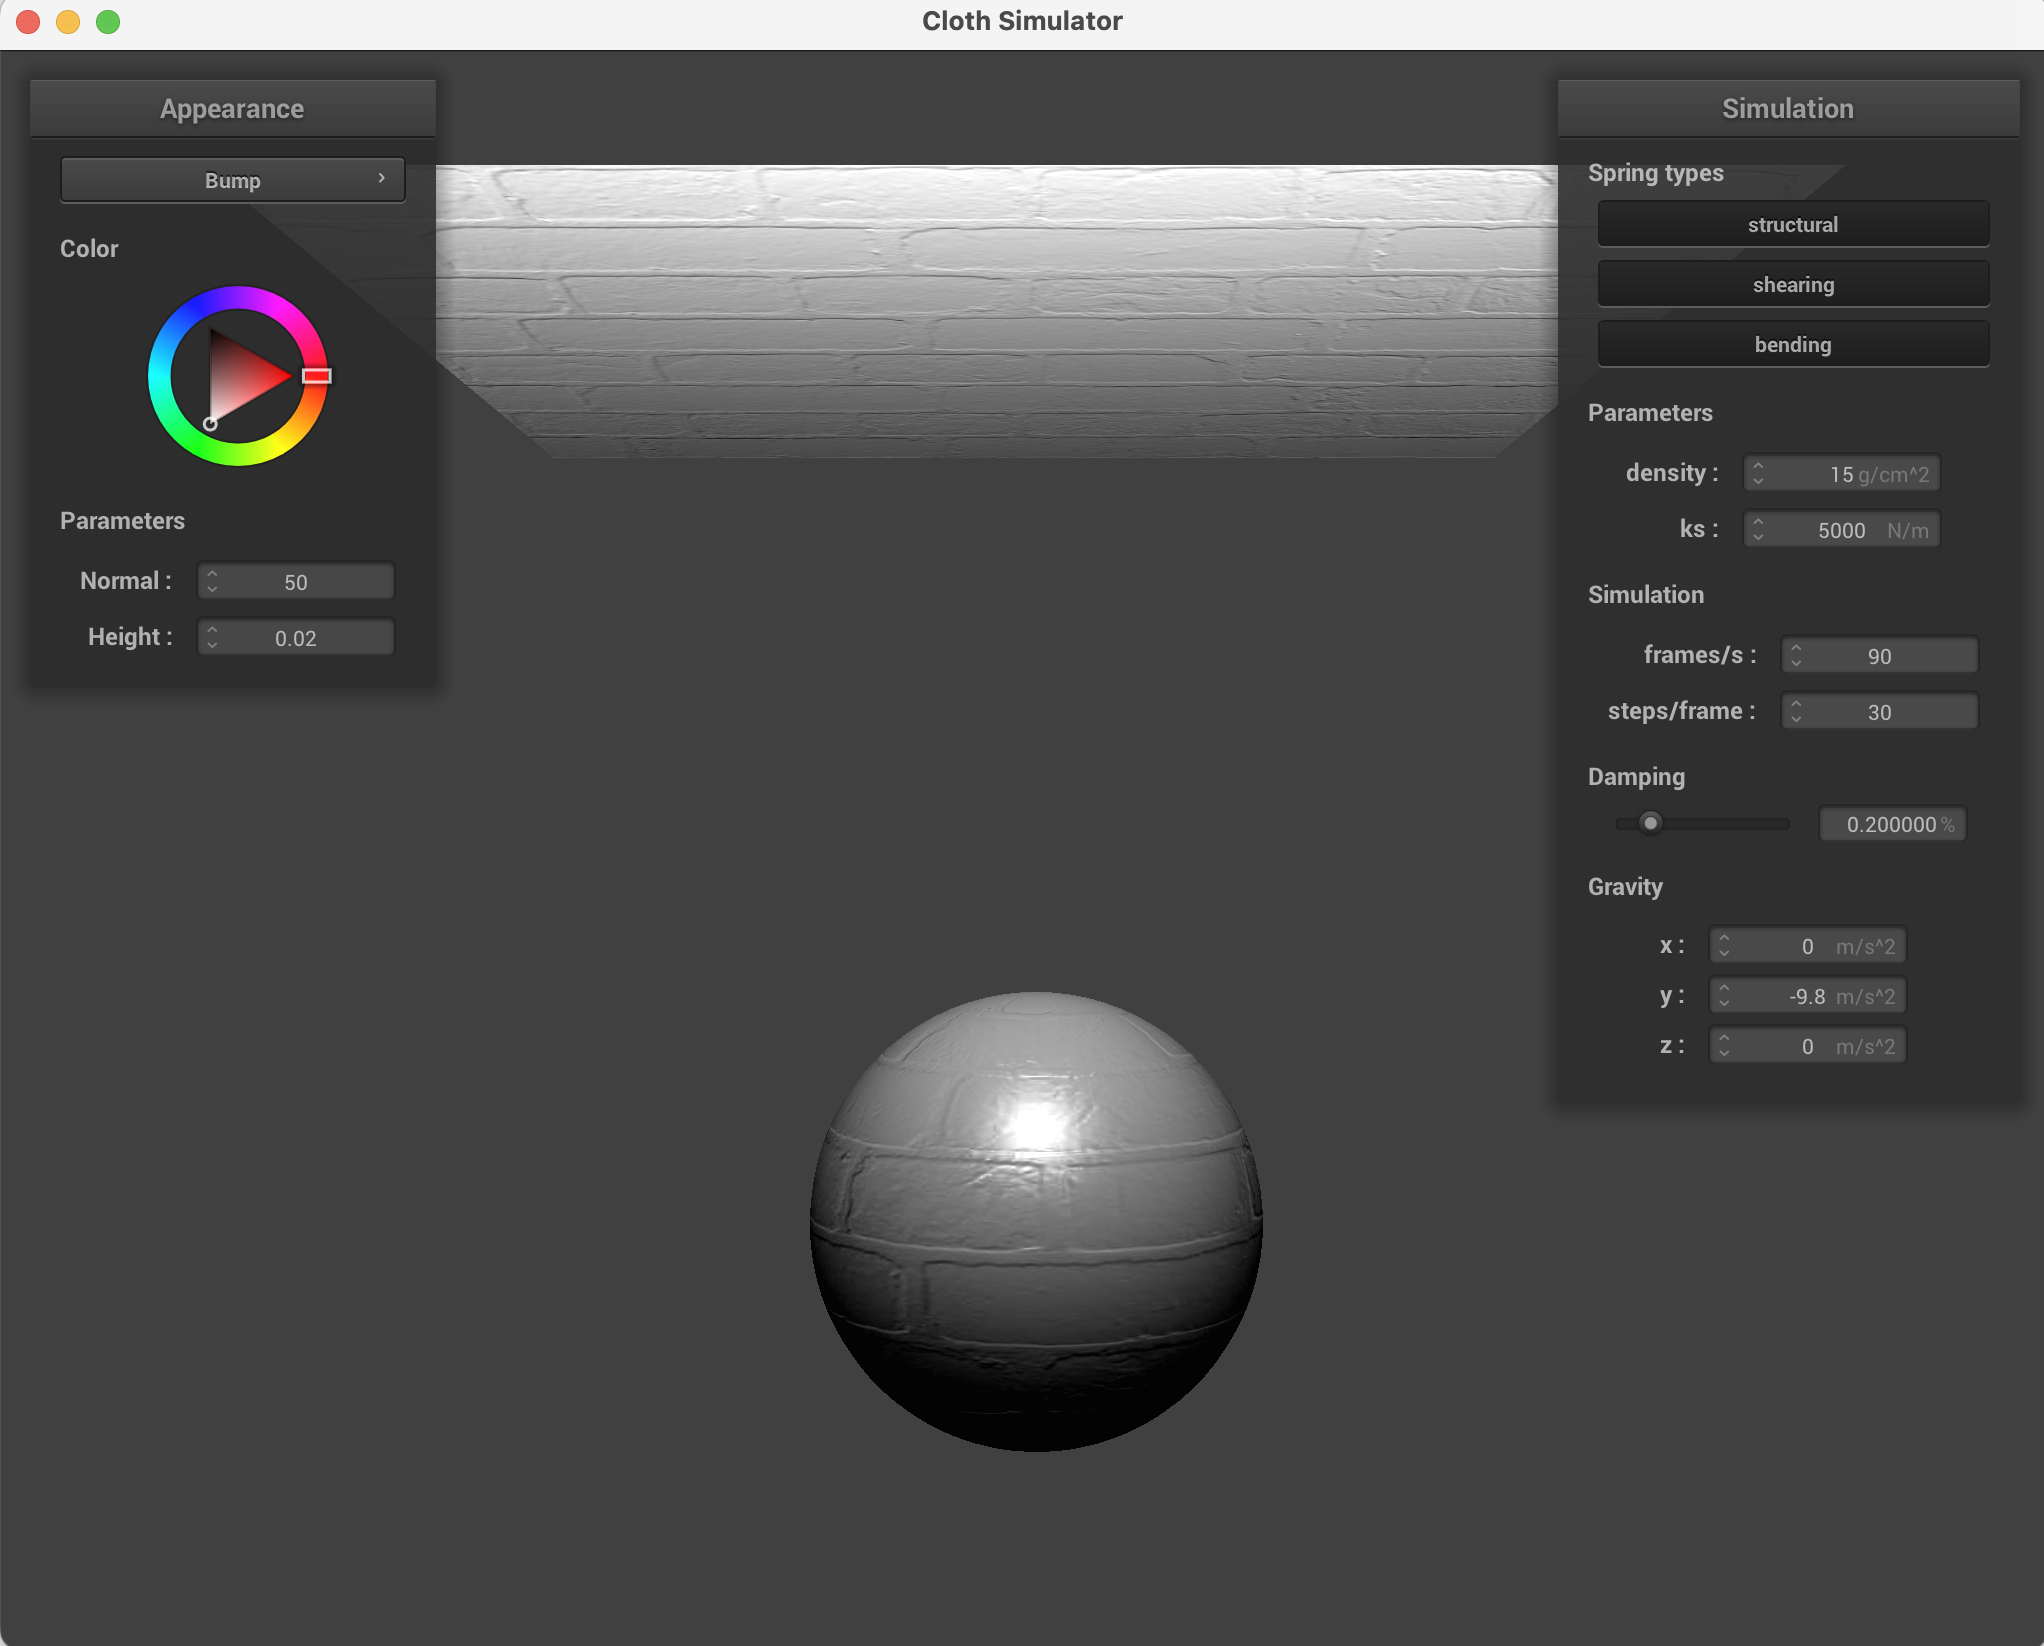 Cloth Simulator
Appearance
Bump
Color
Parameters
Normal : 50
Height : 0.02
Simulation
Spring types
structural
shearing
bending
Parameters
density : 15 g/cm^2
ks : 5000 N/m
Simulation
frames/s : 90
steps/frame : 30
Damping
0.200000 %
Gravity
x : 0 m/s^2
y : -9.8 m/s^2
z : 0 m/s^2